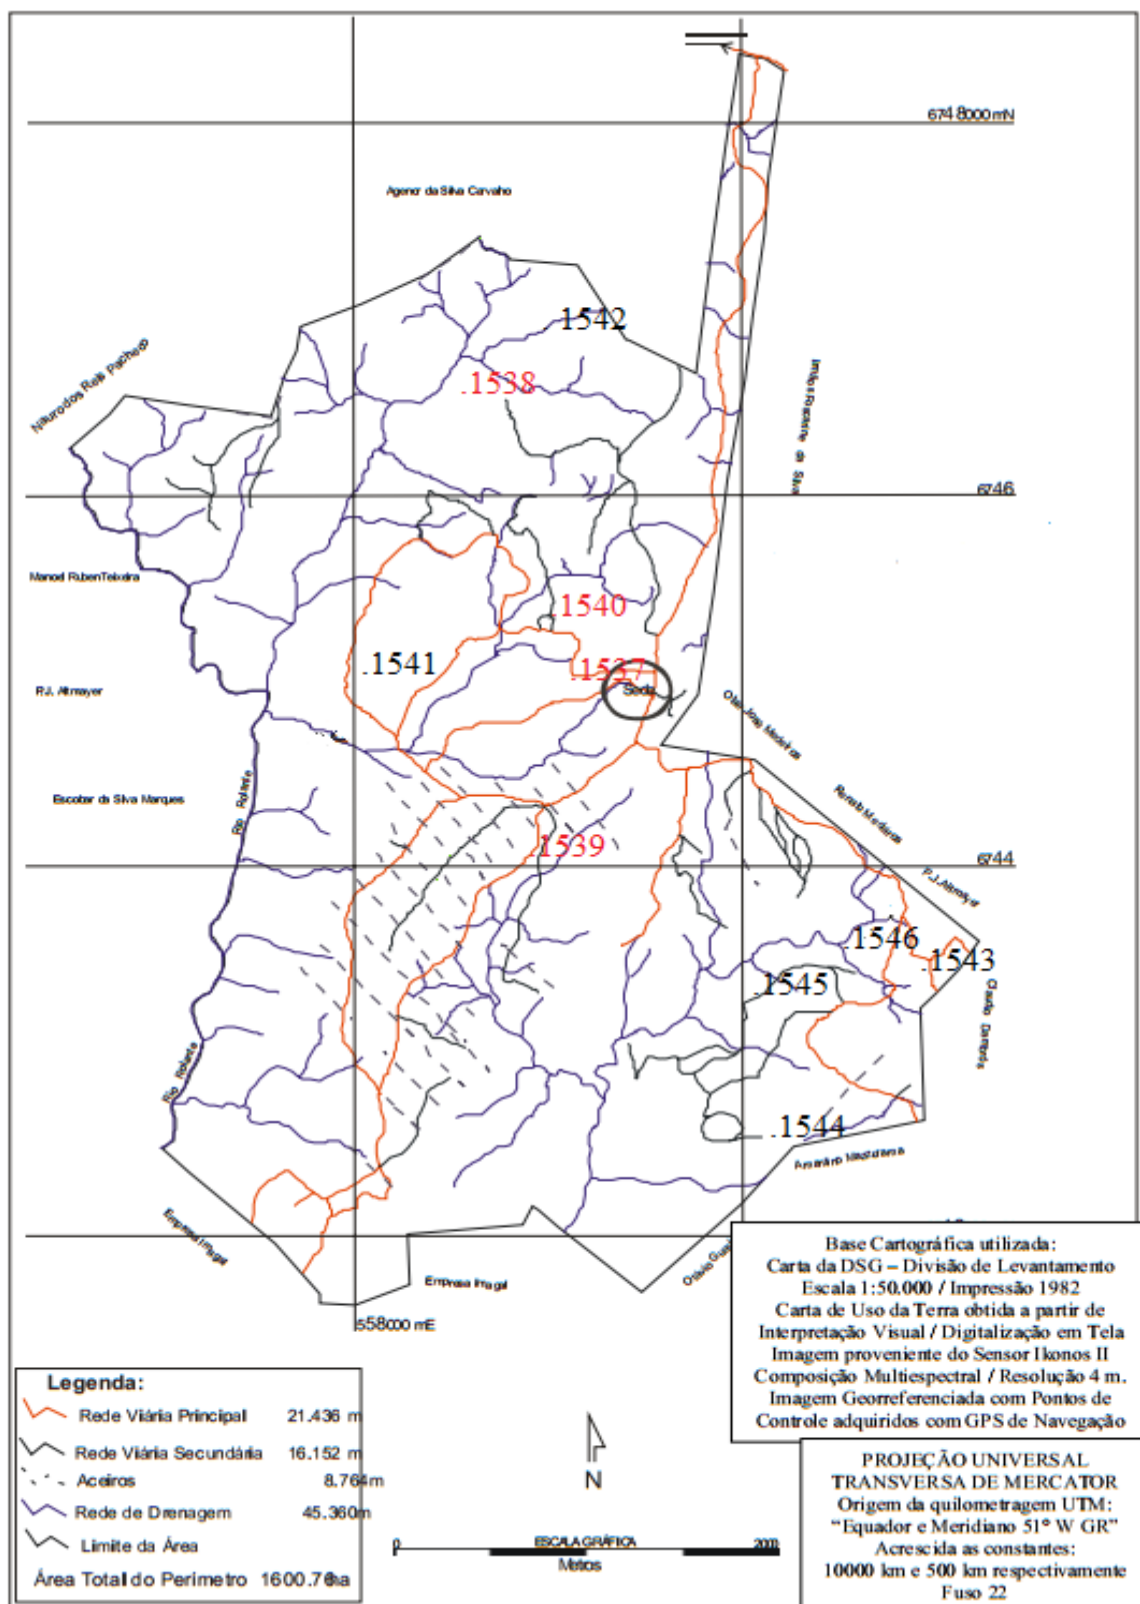 6748000 mN
Agenor da Silva Carvalho
.1542
Nauro dos Reis Pacheco
.1538
6746
Manoel Ruben Teixeira
.1540
.1541
.1537
Sede
P.J. Altmayer
Escobar da Silva Marques
Rio Rolante
Renato Medeiros
.1539
6744
P.J. Altmayer
.1546
.1543
.1545
Rio Rolante
.1544
Empresa Imagal
Empresa Imagal
558000 mE
Base Cartográfica utilizada:
Carta da DSG – Divisão de Levantamento
Escala 1:50.000 / Impressão 1982
Carta de Uso da Terra obtida a partir de
Interpretação Visual / Digitalização em Tela
Imagem proveniente do Sensor Ikonos II
Composição Multiespectral / Resolução 4 m.
Imagem Georreferenciada com Pontos de
Controle adquiridos com GPS de Navegação
Legenda:
Rede Viária Principal 21.436 m
Rede Viária Secundária 16.152 m
Aceiros 8.764m
Rede de Drenagem 45.360m
Limite da Área
Área Total do Perímetro 1600.76ha
N
0 ESCALA GRÁFICA 2000
Metros
PROJEÇÃO UNIVERSAL
TRANSVERSA DE MERCATOR
Origem da quilometragem UTM:
“Equador e Meridiano 51º W GR”
Acrescida as constantes:
10000 km e 500 km respectivamente
Fuso 22